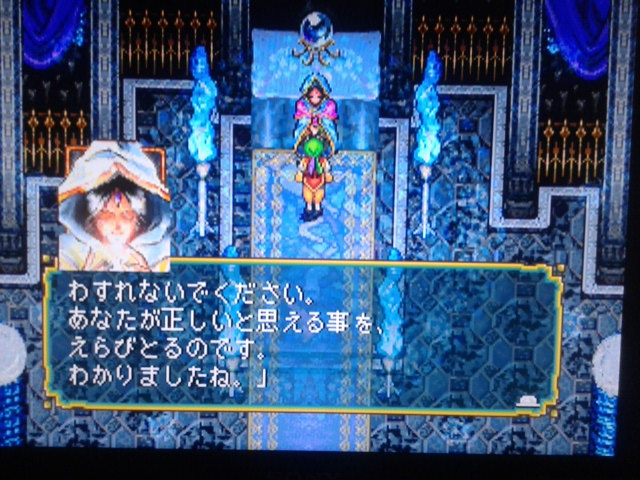 わすれないでください。
あなたが正しいと思える事を、
えらびとるのです。
わかりましたね。」